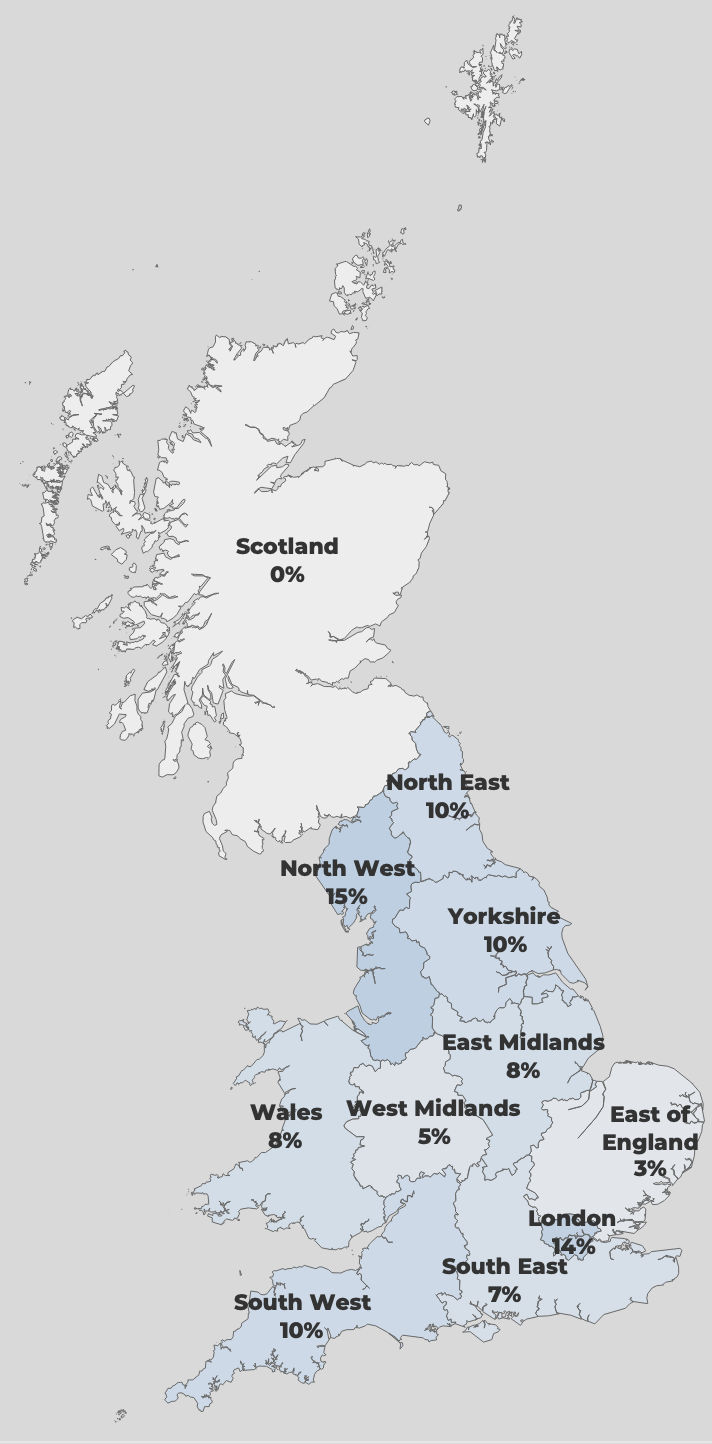 Scotland
0%
North East
10%
North West
15%
Yorkshire
10%
East Midlands
8%
Wales
8%
West Midlands
5%
East of
England
3%
London
14%
South East
7%
South West
10%